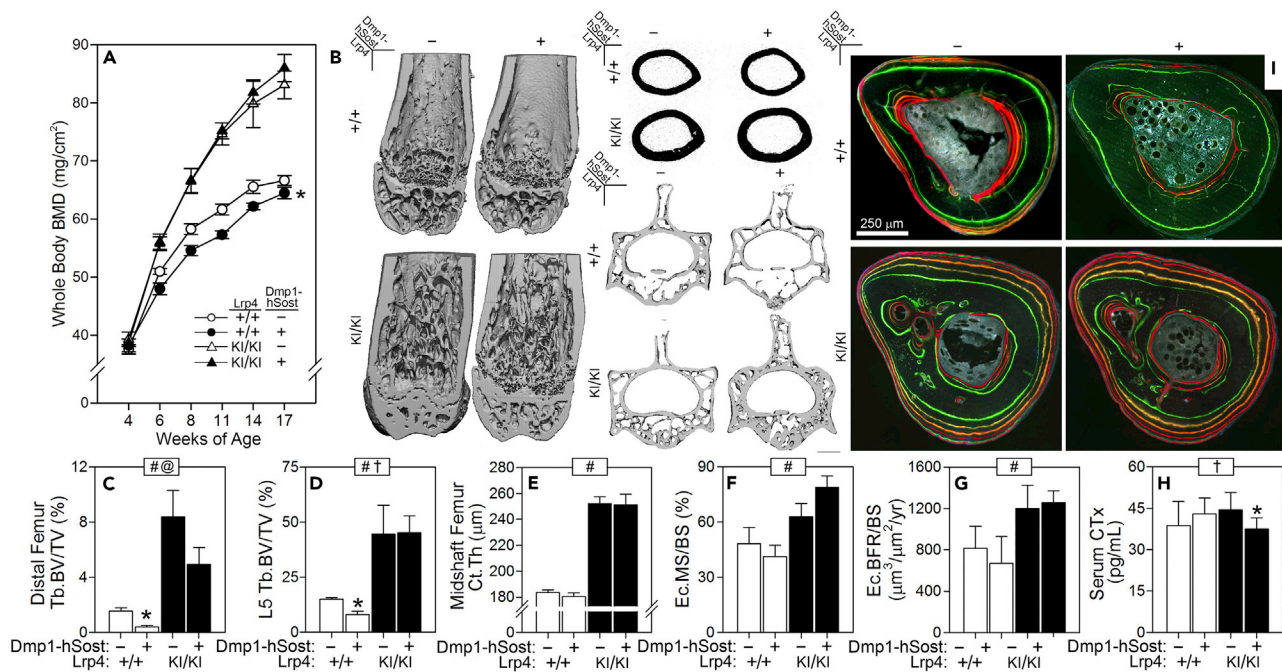 A
Whole Body BMD (mg/cm²)
90
80
70
60
50
40
0
4 6 8 11 14 17
Weeks of Age
*
Lrp4 Dmp1-hSost
+/+ −
+/+ +
KI/KI −
KI/KI +
B
Dmp1-
hSost
Lrp4
− +
+/+
KI/KI
Dmp1-
hSost
Lrp4
− +
+/+
KI/KI
Dmp1-
hSost
Lrp4
− +
+/+
KI/KI
Dmp1-
hSost
Lrp4
− +
I
+/+
250 µm
KI/KI
C
#@
Distal Femur
Tb.BV/TV (%)
12
8
4
0
*
Dmp1-hSost: − + − +
Lrp4: +/+ KI/KI
D
#†
L5 Tb.BV/TV (%)
75
50
25
0
*
Dmp1-hSost: − + − +
Lrp4: +/+ KI/KI
E
#
Midshaft Femur
Ct.Th (µm)
280
260
240
220
200
180
0
− + − +
Lrp4: +/+ KI/KI
F
#
Ec.MS/BS (%)
90
60
30
0
Dmp1-hSost: − + − +
Lrp4: +/+ KI/KI
G
#
Ec.BFR/BS
(µm³/µm²/yr)
1600
1200
800
400
0
− + − +
Lrp4: +/+ KI/KI
H
†
Serum CTx
(pg/mL)
60
45
30
15
0
*
Dmp1-hSost: − + − +
Lrp4: +/+ KI/KI